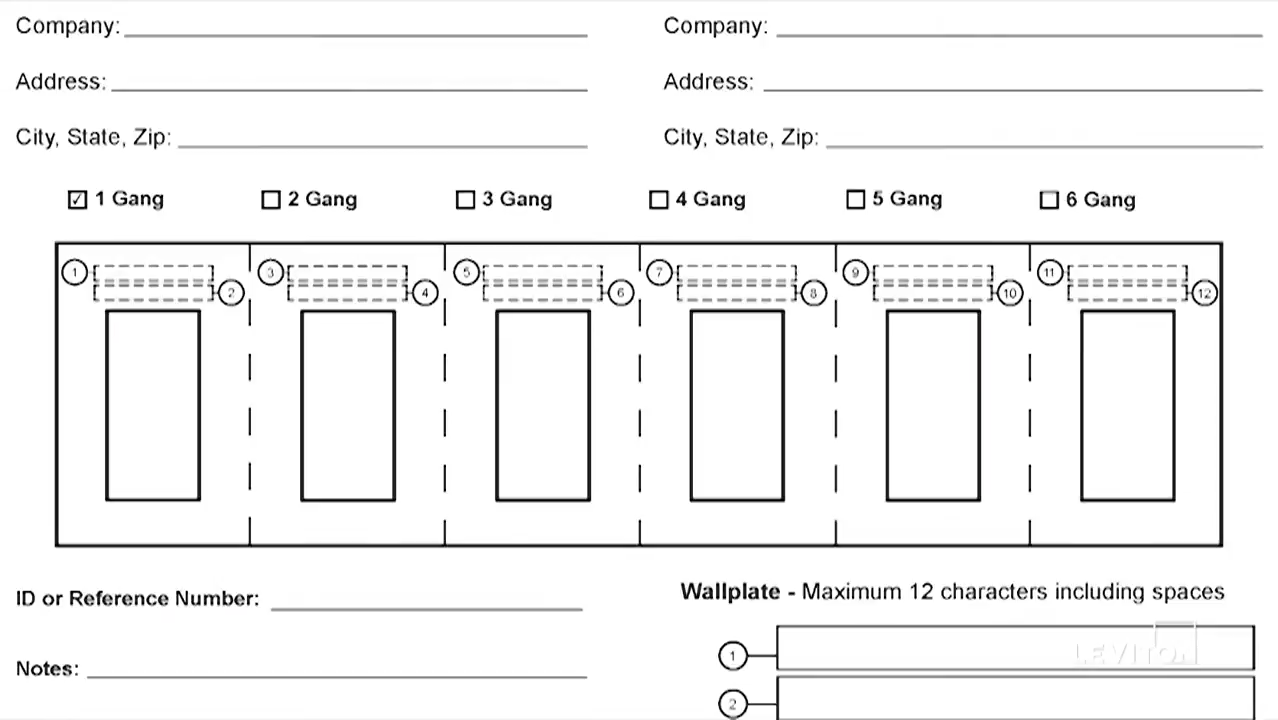 Company: Company:
Address: Address:
City, State, Zip: City, State, Zip:
1 Gang 2 Gang 3 Gang 4 Gang 5 Gang 6 Gang
1 3 5 7 9 11
2 4 6 8 10 12
ID or Reference Number:
Wallplate - Maximum 12 characters including spaces
1
LEVITON
Notes:
2